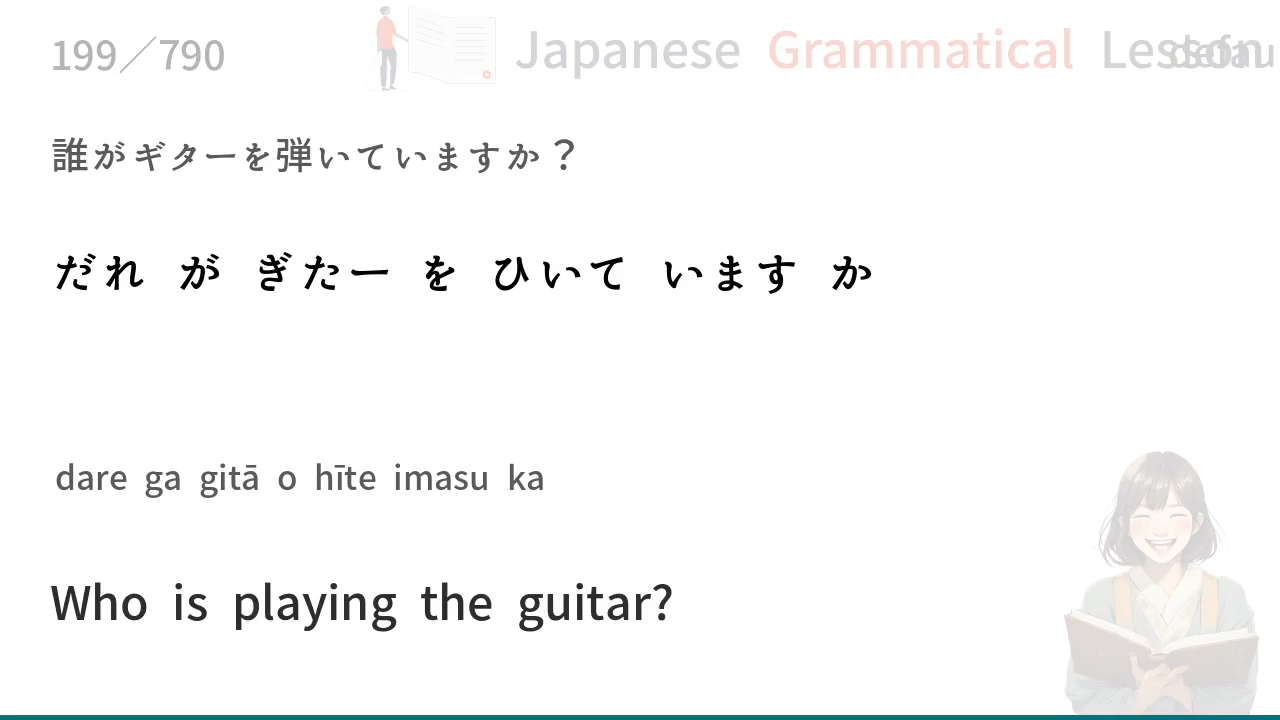 199／790
Japanese Grammatical Lesson
誰がギターを弾いていますか？
だれ が ぎたー を ひいて います か
dare ga gitā o hīte imasu ka
Who is playing the guitar?